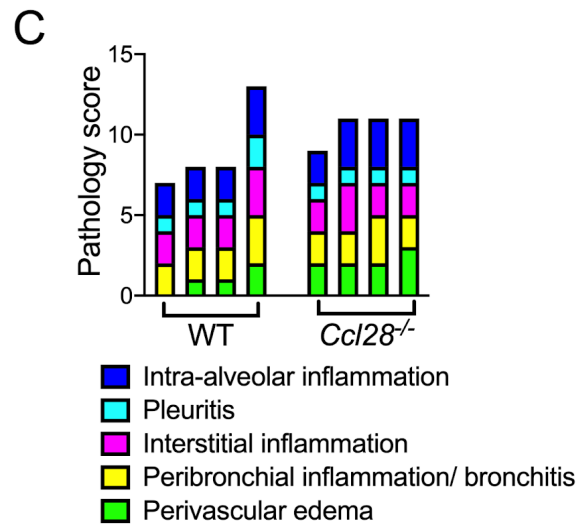 C
Pathology score
15
10
5
0
WT
Ccl28-/-
Intra-alveolar inflammation
Pleuritis
Interstitial inflammation
Peribronchial inflammation/ bronchitis
Perivascular edema